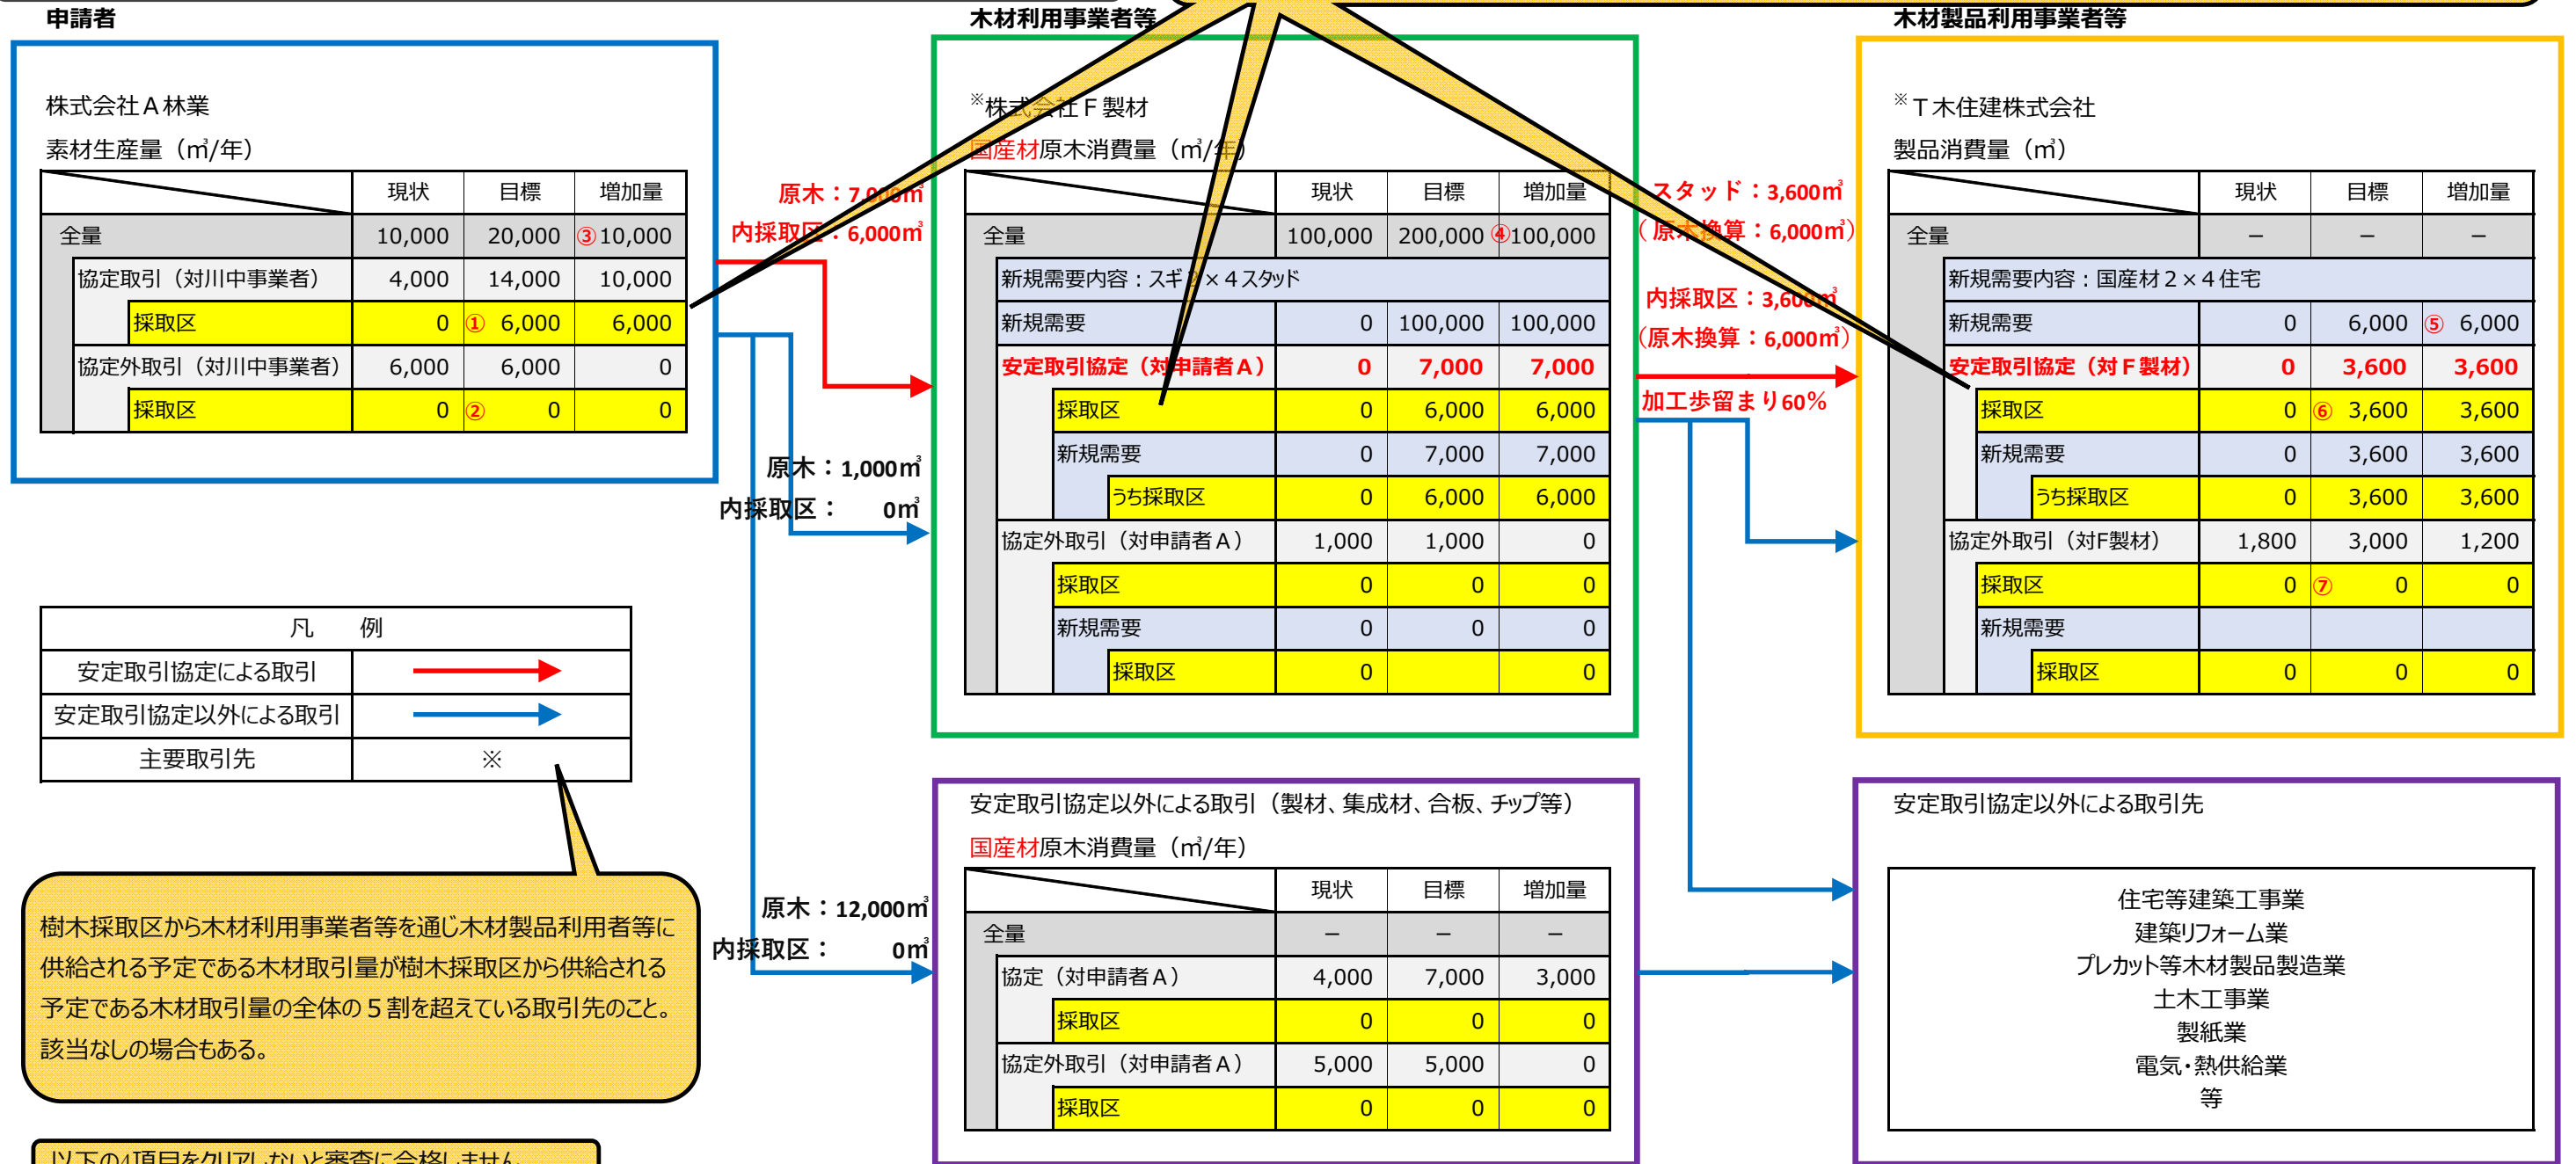 申請者
株式会社Ａ林業
素材生産量（㎥/年）
現状 目標 増加量
全量 10,000 20,000 ③10,000
協定取引（対川中事業者） 4,000 14,000 10,000
採取区 0 ① 6,000 6,000
協定外取引（対川中事業者） 6,000 6,000 0
採取区 0 ② 0 0
原木：7,000㎥
内採取区：6,000㎥
原木：1,000㎥
内採取区： 0㎥
原木：12,000㎥
内採取区： 0㎥
凡　例
安定取引協定による取引
安定取引協定以外による取引
主要取引先 ※
樹木採取区から木材利用事業者等を通じ木材製品利用者等に
供給される予定である木材取引量が樹木採取区から供給される
予定である木材取引量の全体の５割を超えている取引先のこと。
該当なしの場合もある。
以下の4項目をクリアしないと審査に合格しません
木材利用事業者等
※株式会社Ｆ製材
国産材原木消費量（㎥/年）
現状 目標 増加量
全量 100,000 200,000 ④100,000
新規需要内容：スギ２×４スタッド
新規需要 0 100,000 100,000
安定取引協定（対申請者Ａ） 0 7,000 7,000
採取区 0 6,000 6,000
新規需要 0 7,000 7,000
うち採取区 0 6,000 6,000
協定外取引（対申請者Ａ） 1,000 1,000 0
採取区 0 0 0
新規需要 0 0 0
採取区 0 0
スタッド：3,600㎥
（原木換算：6,000㎥）
内採取区：3,600㎥
（原木換算：6,000㎥）
加工歩留まり60％
安定取引協定以外による取引（製材、集成材、合板、チップ等）
国産材原木消費量（㎥/年）
現状 目標 増加量
全量 － － －
協定（対申請者Ａ） 4,000 7,000 3,000
採取区 0 0 0
協定外取引（対申請者Ａ） 5,000 5,000 0
採取区 0 0 0
木材製品利用事業者等
※Ｔ木住建株式会社
製品消費量（㎥）
現状 目標 増加量
全量 － － －
新規需要内容：国産材２×４住宅
新規需要 0 6,000 ⑤ 6,000
安定取引協定（対Ｆ製材） 0 3,600 3,600
採取区 0 ⑥ 3,600 3,600
新規需要 0 3,600 3,600
うち採取区 0 3,600 3,600
協定外取引（対F製材） 1,800 3,000 1,200
採取区 0 ⑦ 0 0
新規需要
採取区 0 0 0
安定取引協定以外による取引先
住宅等建築工事業
建築リフォーム業
プレカット等木材製品製造業
土木工事業
製紙業
電気・熱供給業
等